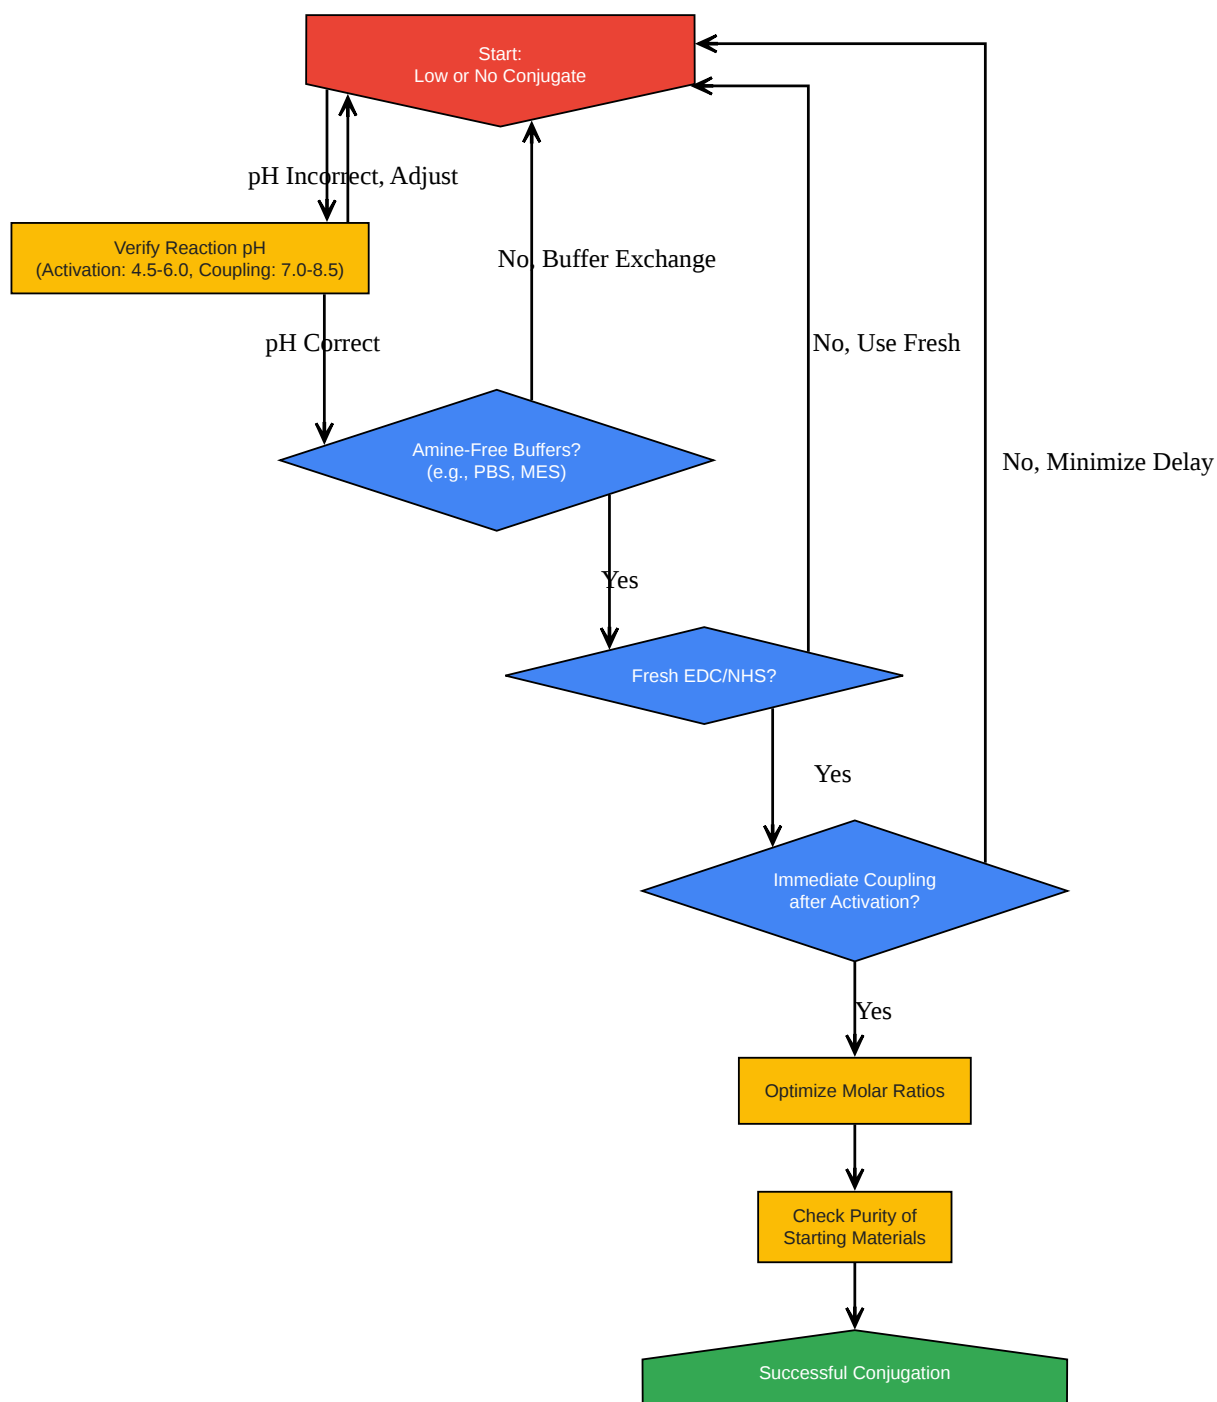 Start:
Low or No Conjugate
pH Incorrect, Adjust
Verify Reaction pH
(Activation: 4.5-6.0, Coupling: 7.0-8.5)
No, Buffer Exchange
pH Correct
No, Use Fresh
Amine-Free Buffers?
(e.g., PBS, MES)
No, Minimize Delay
Yes
Fresh EDC/NHS?
Yes
Immediate Coupling
after Activation?
Yes
Optimize Molar Ratios
Check Purity of
Starting Materials
Successful Conjugation